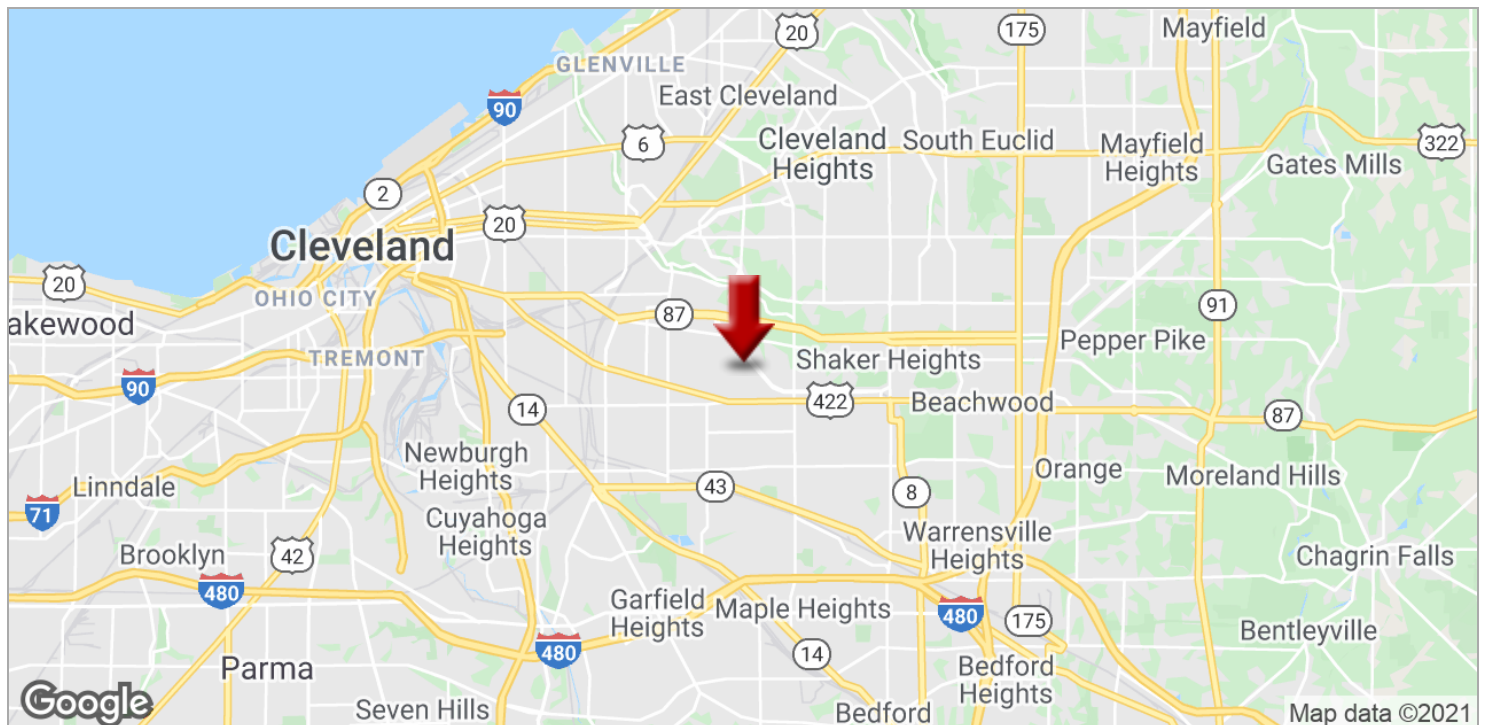 20
175
Mayfield
GLENVILLE
90
East Cleveland
6
Cleveland
Heights
South Euclid
Mayfield
Heights
322
Gates Mills
2
20
Cleveland
20
OHIO CITY
87
91
akewood
TREMONT
Shaker Heights
Pepper Pike
90
14
422
Beachwood
87
Newburgh
Heights
Orange
Moreland Hills
Linndale
43
8
71
Cuyahoga
Heights
Warrensville
Heights
Brooklyn
42
Chagrin Falls
480
Garfield
Heights
Maple Heights
480
175
Bentleyville
480
14
Parma
Bedford
Heights
Google
Seven Hills
Bedford
Map data ©2021